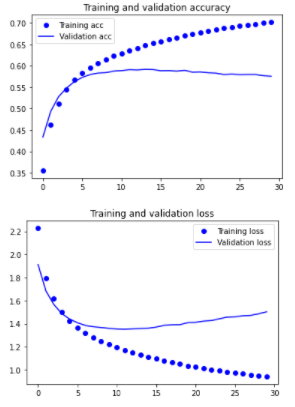 Training and validation accuracy
0.70
0.65
0.60
0.55
0.50
0.45
0.40
0.35
Training acc
Validation acc
0 5 10 15 20 25 30
Training and validation loss
2.2
2.0
1.8
1.6
1.4
1.2
1.0
Training loss
Validation loss
0 5 10 15 20 25 30